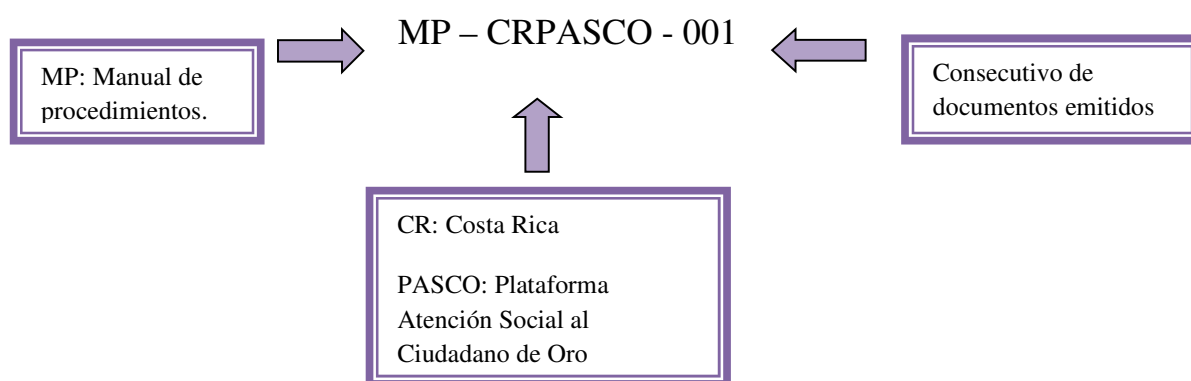 MP – CRPASCO - 001
MP: Manual de
procedimientos.
Consecutivo de
documentos emitidos
CR: Costa Rica
PASCO: Plataforma
Atención Social al
Ciudadano de Oro